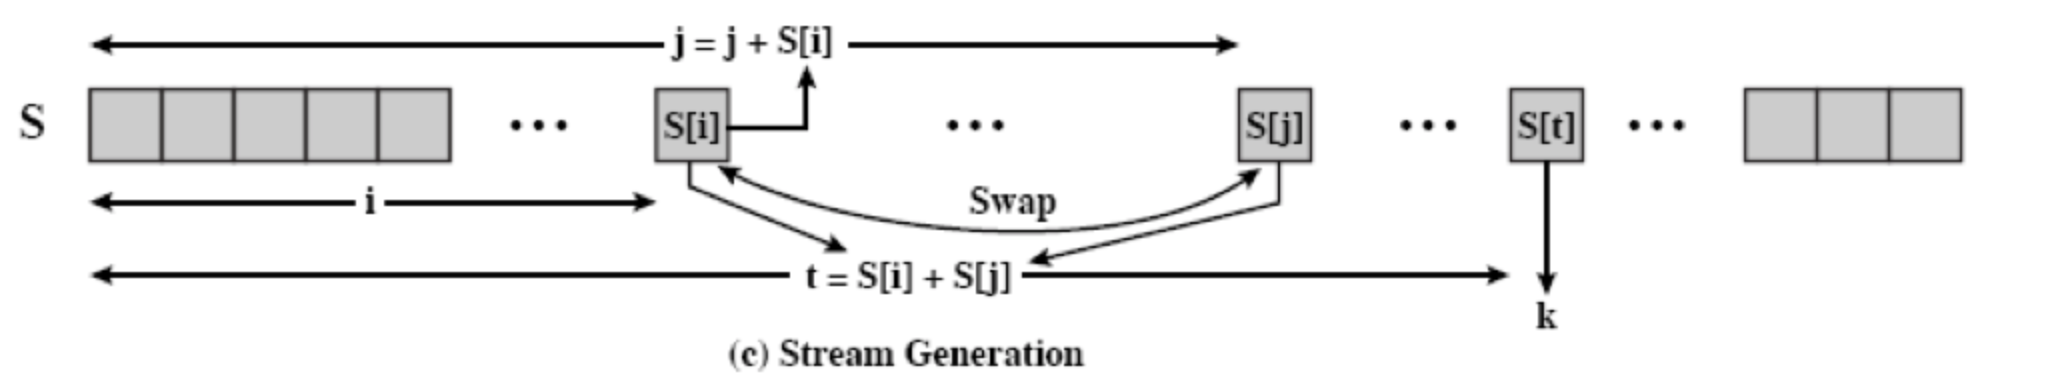 j = j + S[i]
S S[i] ••• ••• S[j] ••• S[t] •••
i
Swap
t = S[i] + S[j]
k
(c) Stream Generation